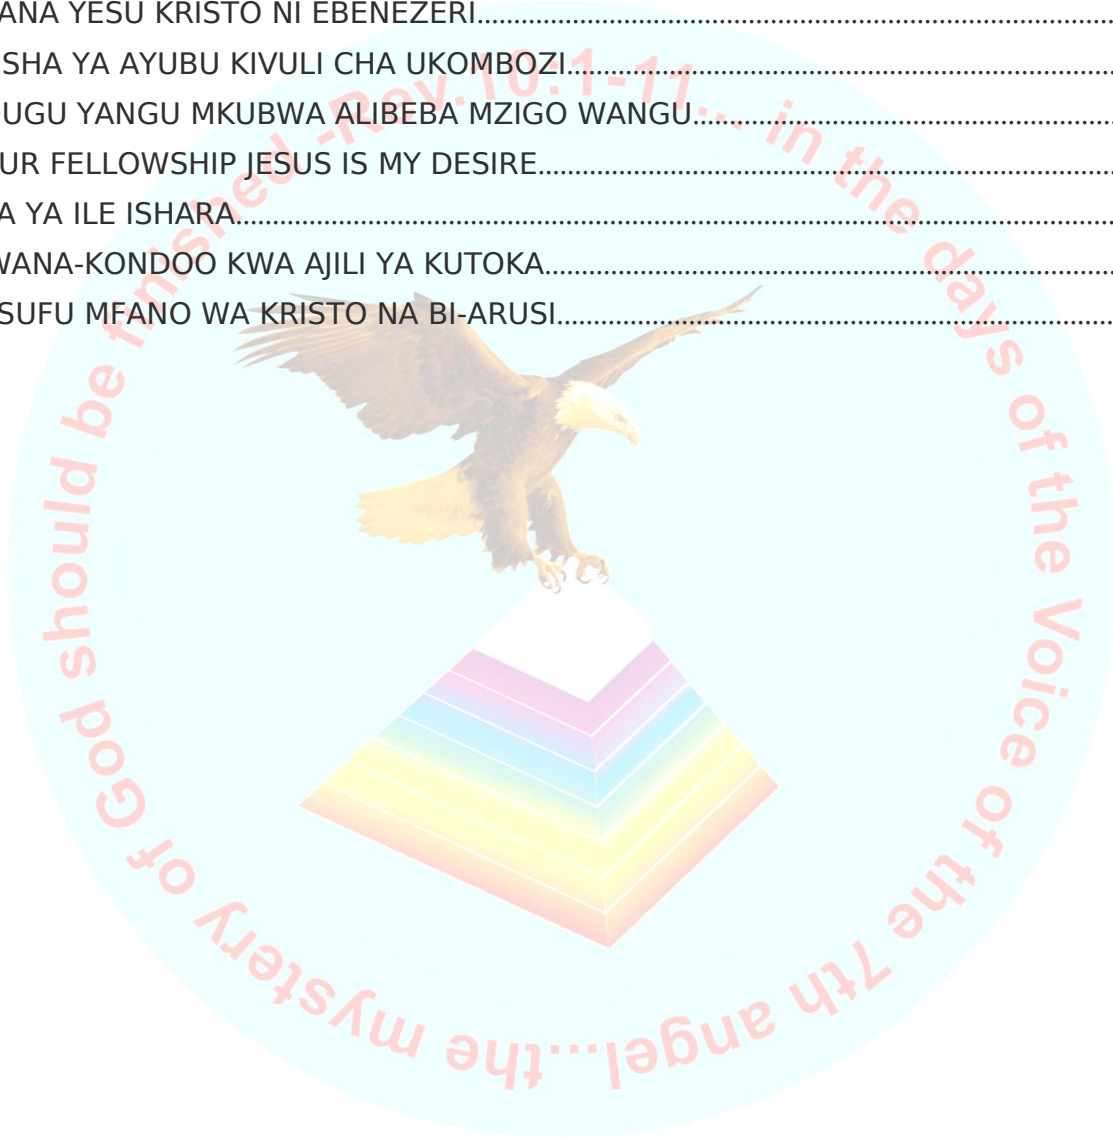 ANA YESU KRISTO NI EBENEZERI
SHA YA AYUBU KIVULI CHA UKOMBOZI
DUGU YANGU MKUBWA ALIBEBA MZIGO WANGU
UR FELLOWSHIP JESUS IS MY DESIRE
A YA ILE ISHARA
WANA-KONDOO KWA AJILI YA KUTOKA
SUFU MFANO WA KRISTO NA BI-ARUSI
... in the days of the Voice of the 7th angel...the mystery of God should be finished.-Rev.10:1-11